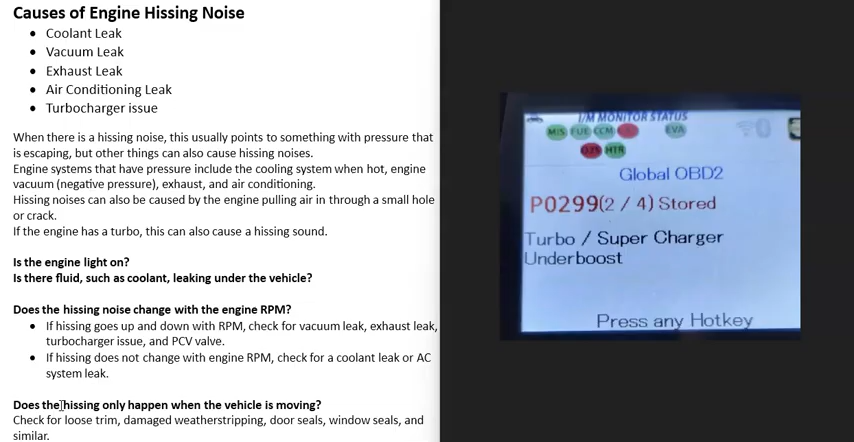 Causes of Engine Hissing Noise
• Coolant Leak
• Vacuum Leak
• Exhaust Leak
• Air Conditioning Leak
• Turbocharger issue
When there is a hissing noise, this usually points to something with pressure that
is escaping, but other things can also cause hissing noises.
Engine systems that have pressure include the cooling system when hot, engine
vacuum (negative pressure), exhaust, and air conditioning.
Hissing noises can also be caused by the engine pulling air in through a small hole
or crack.
If the engine has a turbo, this can also cause a hissing sound.
Is the engine light on?
Is there fluid, such as coolant, leaking under the vehicle?
Does the hissing noise change with the engine RPM?
• If hissing goes up and down with RPM, check for vacuum leak, exhaust leak,
turbocharger issue, and PCV valve.
• If hissing does not change with engine RPM, check for a coolant leak or AC
system leak.
Does the hissing only happen when the vehicle is moving?
Check for loose trim, damaged weatherstripping, door seals, window seals, and
similar.
I/M MONITOR STATUS
MIS FUE CCM EVA
O2S HTR
Global OBD2
P0299(2 / 4) Stored
Turbo / Super Charger
Underboost
Press any Hotkey